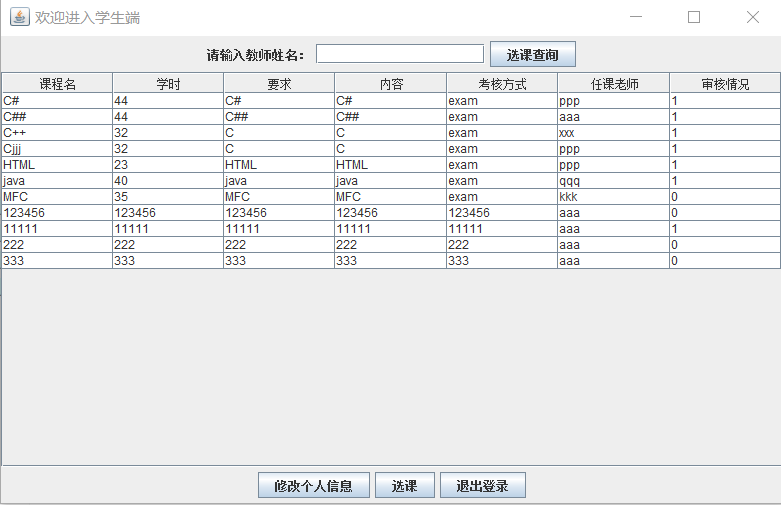 欢迎进入学生端
请输入教师姓名： 选课查询
课程名 学时 要求 内容 考核方式 任课老师 审核情况
C# 44 C# C# exam ppp 1
C## 44 C## C## exam aaa 1
C++ 32 C C exam xxx 1
Cjjj 32 C C exam ppp 1
HTML 23 HTML HTML exam ppp 1
java 40 java java exam qqq 1
MFC 35 MFC MFC exam kkk 0
123456 123456 123456 123456 123456 aaa 0
11111 11111 11111 11111 11111 aaa 1
222 222 222 222 222 aaa 0
333 333 333 333 333 aaa 0
修改个人信息 选课 退出登录